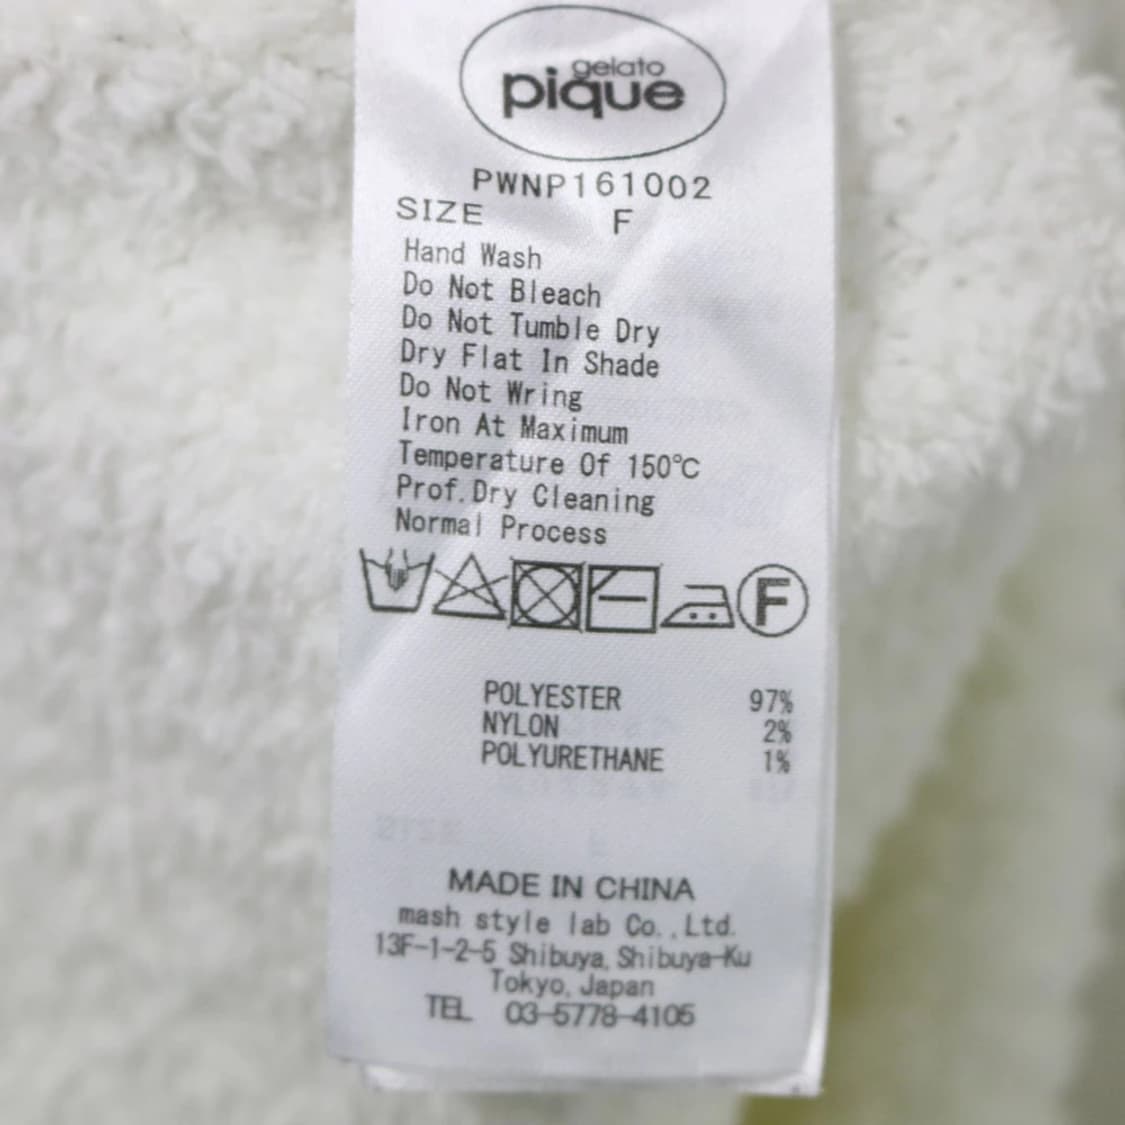 gelato
pique
PWNP161002
SIZE F
Hand Wash
Do Not Bleach
Do Not Tumble Dry
Dry Flat In Shade
Do Not Wring
Iron At Maximum
Temperature Of 150℃
Prof.Dry Cleaning
Normal Process
F
POLYESTER 97%
NYLON 2%
POLYURETHANE 1%
MADE IN CHINA
mash style lab Co.,Ltd.
13F-1-2-5 Shibuya, Shibuya-Ku
Tokyo, Japan
TEL 03-5778-4105